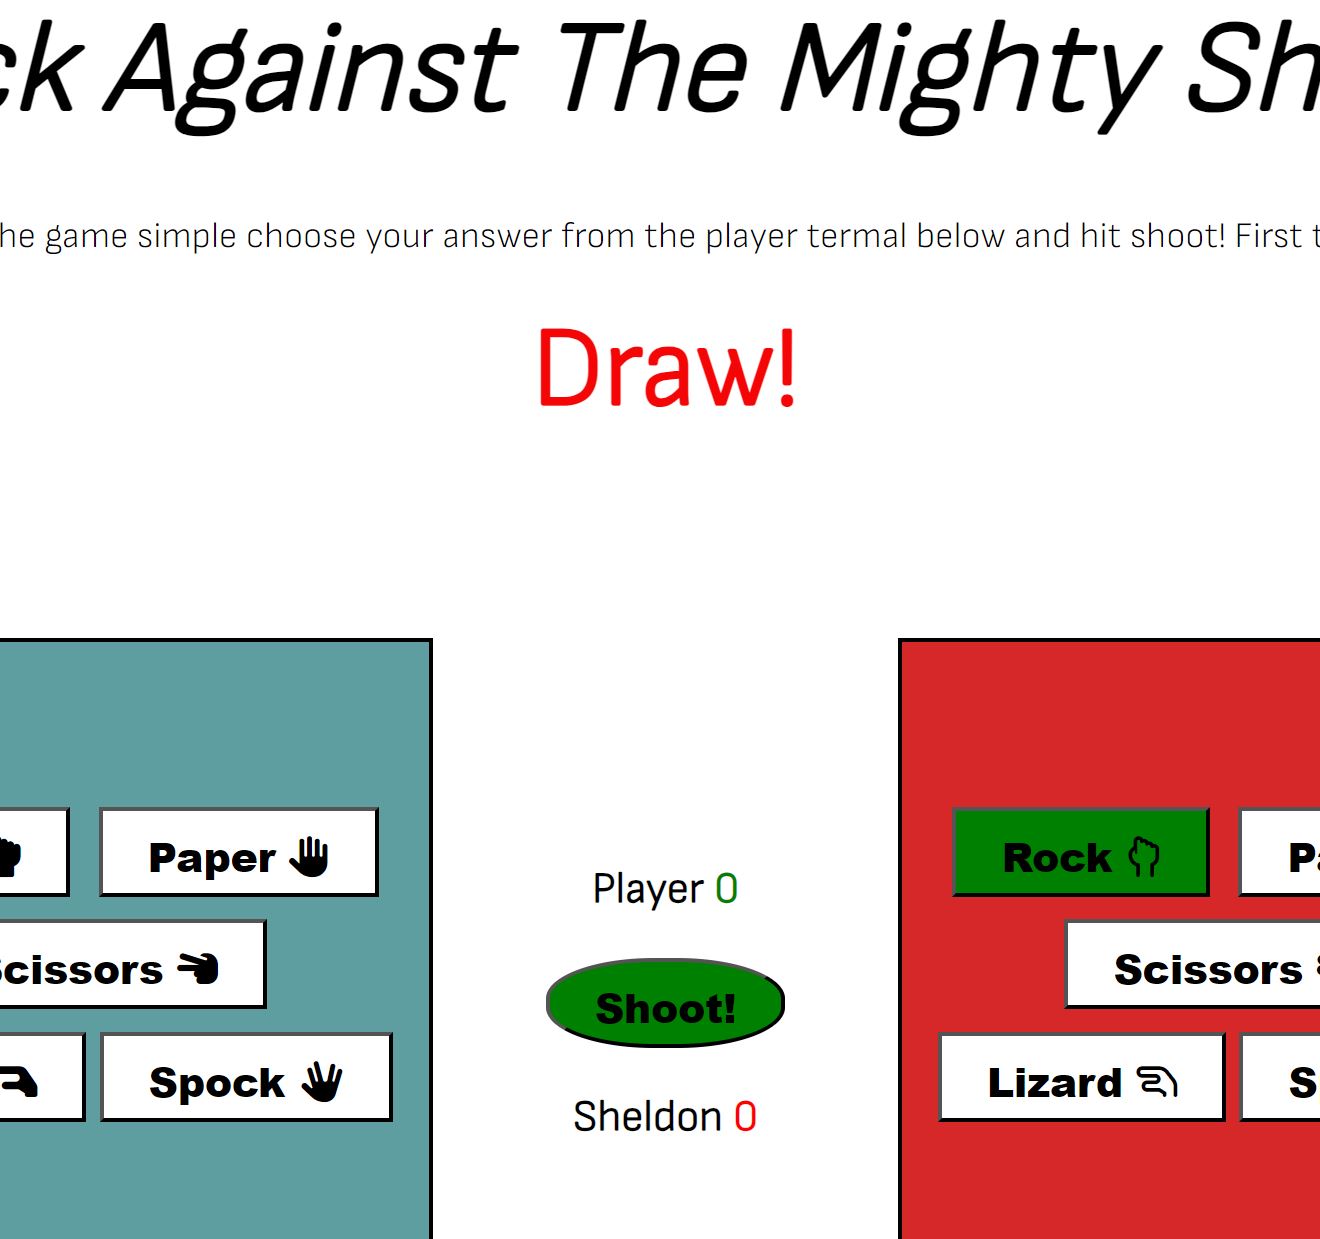 ck Against The Mighty Sh
he game simple choose your answer from the player termal below and hit shoot! First t
Draw!
Paper
Rock
Player 0
Scissors
Scissors
Shoot!
Spock
Lizard
Sheldon 0